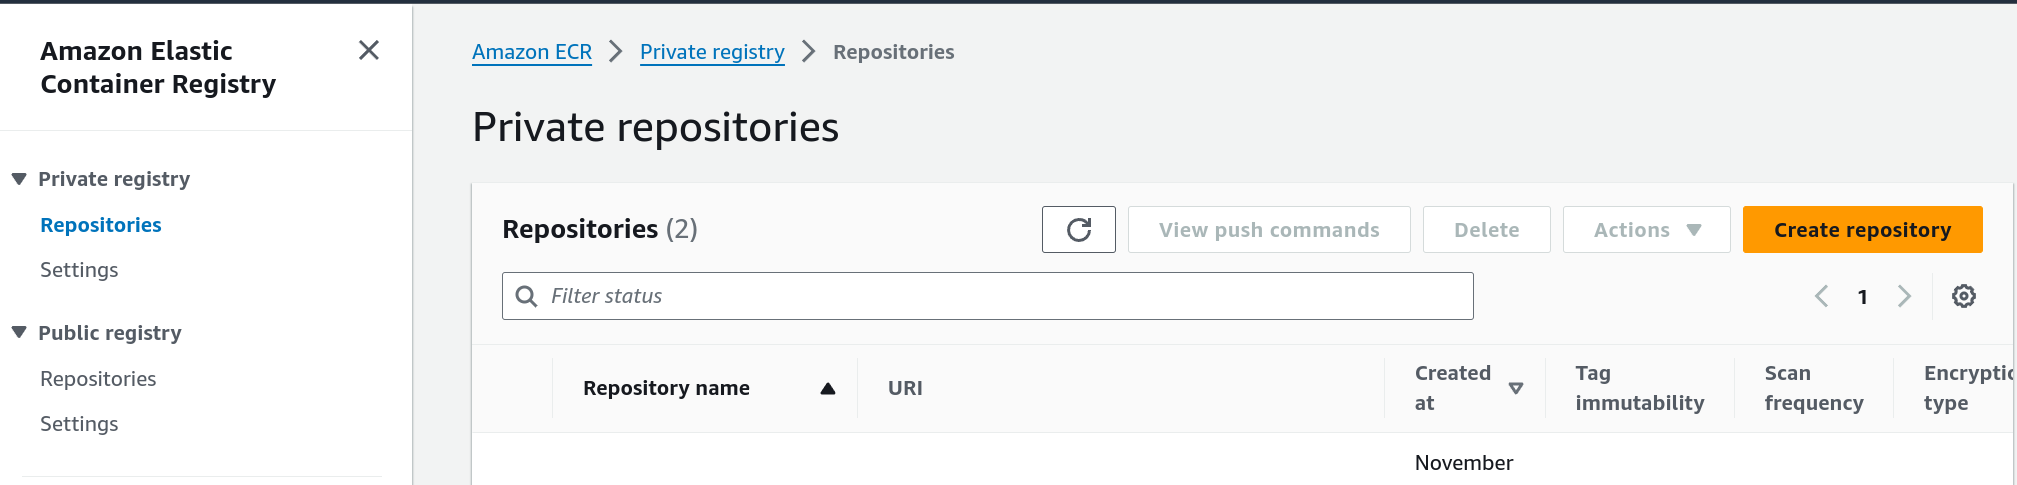 Amazon Elastic
Container Registry
Private registry
Repositories
Settings
Public registry
Repositories
Settings
Amazon ECR > Private registry > Repositories
Private repositories
Repositories (2)
View push commands
Delete
Actions
Create repository
Filter status
1
Repository name
URI
Created
at
Tag
immutability
Scan
frequency
Encryptio
type
November